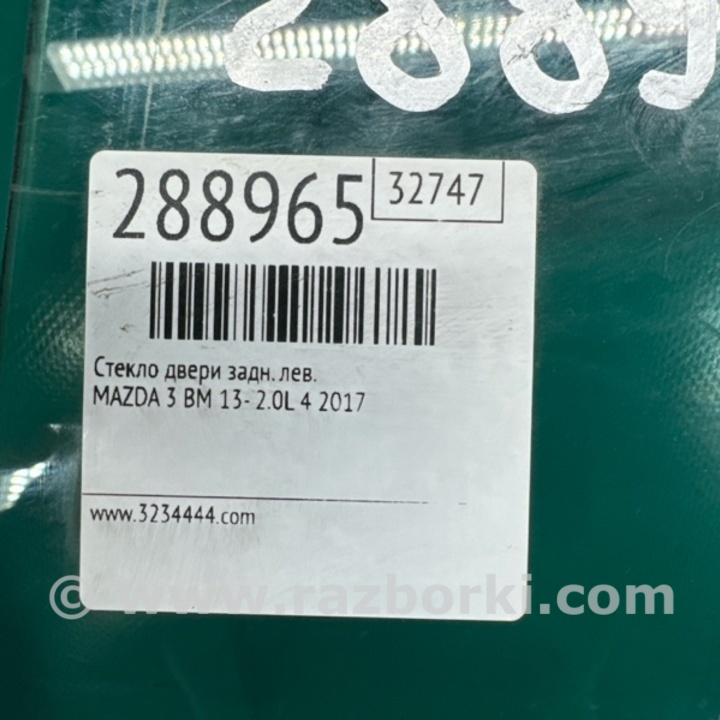 288965
32747
Стекло двери задн. лев.
MAZDA 3 BM 13- 2.0L 4 2017
www.3234444.com
© www.razborki.com